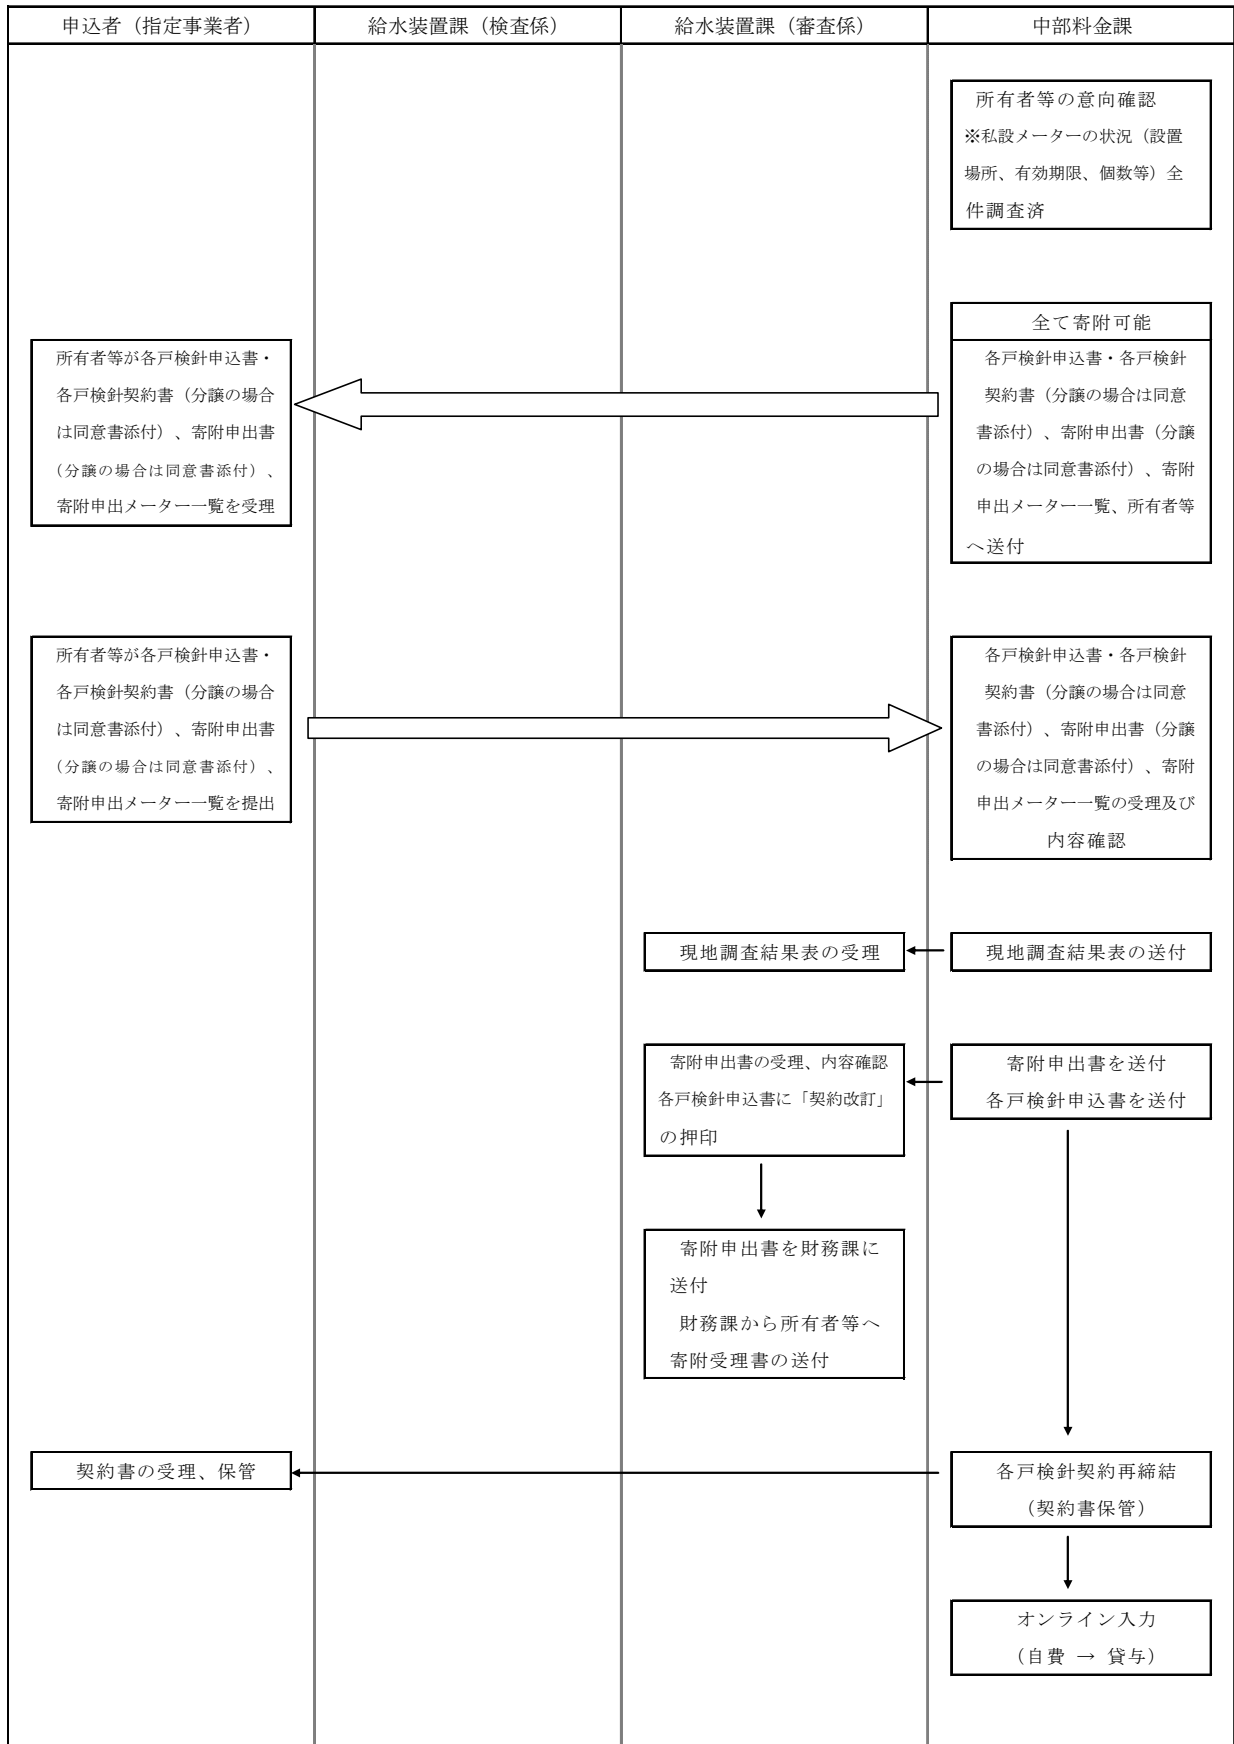 申込者（指定事業者）
給水装置課（検査係）
給水装置課（審査係）
中部料金課
所有者等の意向確認
※私設メーターの状況（設置
場所、有効期限、個数等）全
件調査済
全て寄附可能
各戸検針申込書・各戸検針
契約書（分譲の場合は同意
書添付）、寄附申出書（分譲
の場合は同意書添付）、寄附
申出メーター一覧、所有者等
へ送付
所有者等が各戸検針申込書・
各戸検針契約書（分譲の場合
は同意書添付）、寄附申出書
（分譲の場合は同意書添付）、
寄附申出メーター一覧を受理
所有者等が各戸検針申込書・
各戸検針契約書（分譲の場合
は同意書添付）、寄附申出書
（分譲の場合は同意書添付）、
寄附申出メーター一覧を提出
各戸検針申込書・各戸検針
契約書（分譲の場合は同意
書添付）、寄附申出書（分譲
の場合は同意書添付）、寄附
申出メーター一覧の受理及び
内容確認
現地調査結果表の受理
現地調査結果表の送付
寄附申出書の受理、内容確認
各戸検針申込書に「契約改訂」
の押印
寄附申出書を送付
各戸検針申込書を送付
寄附申出書を財務課に
送付
財務課から所有者等へ
寄附受理書の送付
契約書の受理、保管
各戸検針契約再締結
（契約書保管）
オンライン入力
（自費 → 貸与）